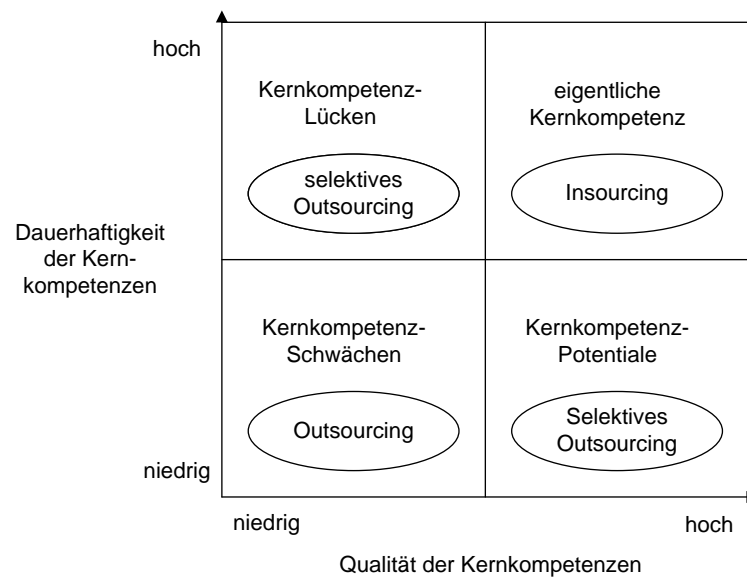 hoch
Kernkompetenz-
Lücken
eigentliche
Kernkompetenz
selektives
Outsourcing
Insourcing
Dauerhaftigkeit
der Kern-
kompetenzen
Kernkompetenz-
Schwächen
Kernkompetenz-
Potentiale
Outsourcing
Selektives
Outsourcing
niedrig
niedrig
hoch
Qualität der Kernkompetenzen